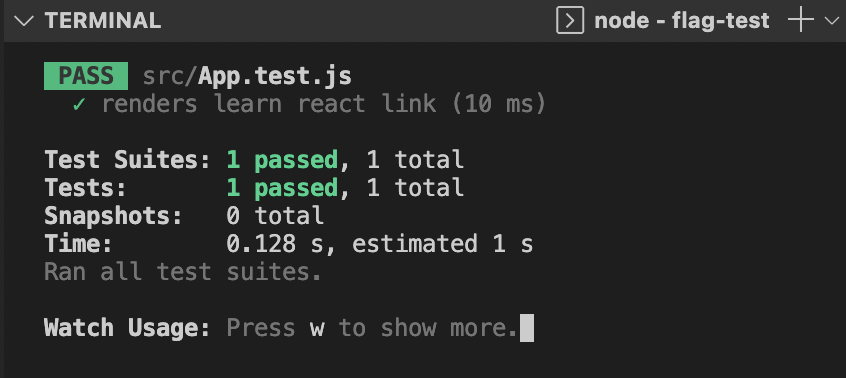 TERMINAL node - flag-test
PASS src/App.test.js
✓ renders learn react link (10 ms)
Test Suites: 1 passed, 1 total
Tests: 1 passed, 1 total
Snapshots: 0 total
Time: 0.128 s, estimated 1 s
Ran all test suites.
Watch Usage: Press w to show more.